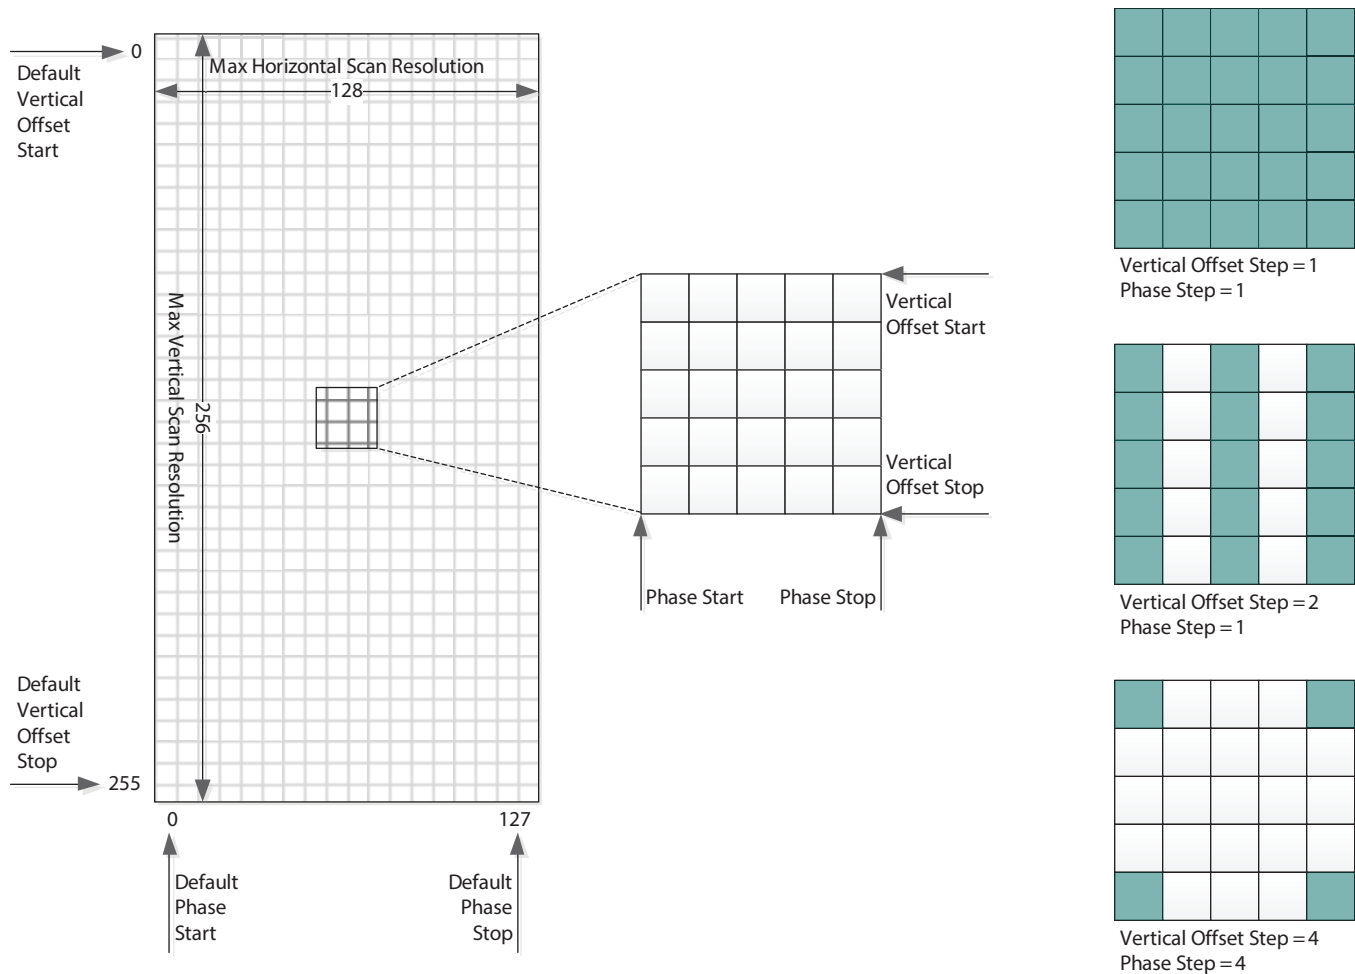 0
Default
Vertical
Offset
Start
Max Horizontal Scan Resolution
128
Max Vertical Scan Resolution
256
Default
Vertical
Offset
Stop
255
0
127
Default
Phase
Start
Default
Phase
Stop
Vertical
Offset Start
Vertical
Offset Stop
Phase Start
Phase Stop
Vertical Offset Step = 1
Phase Step = 1
Vertical Offset Step = 2
Phase Step = 1
Vertical Offset Step = 4
Phase Step = 4